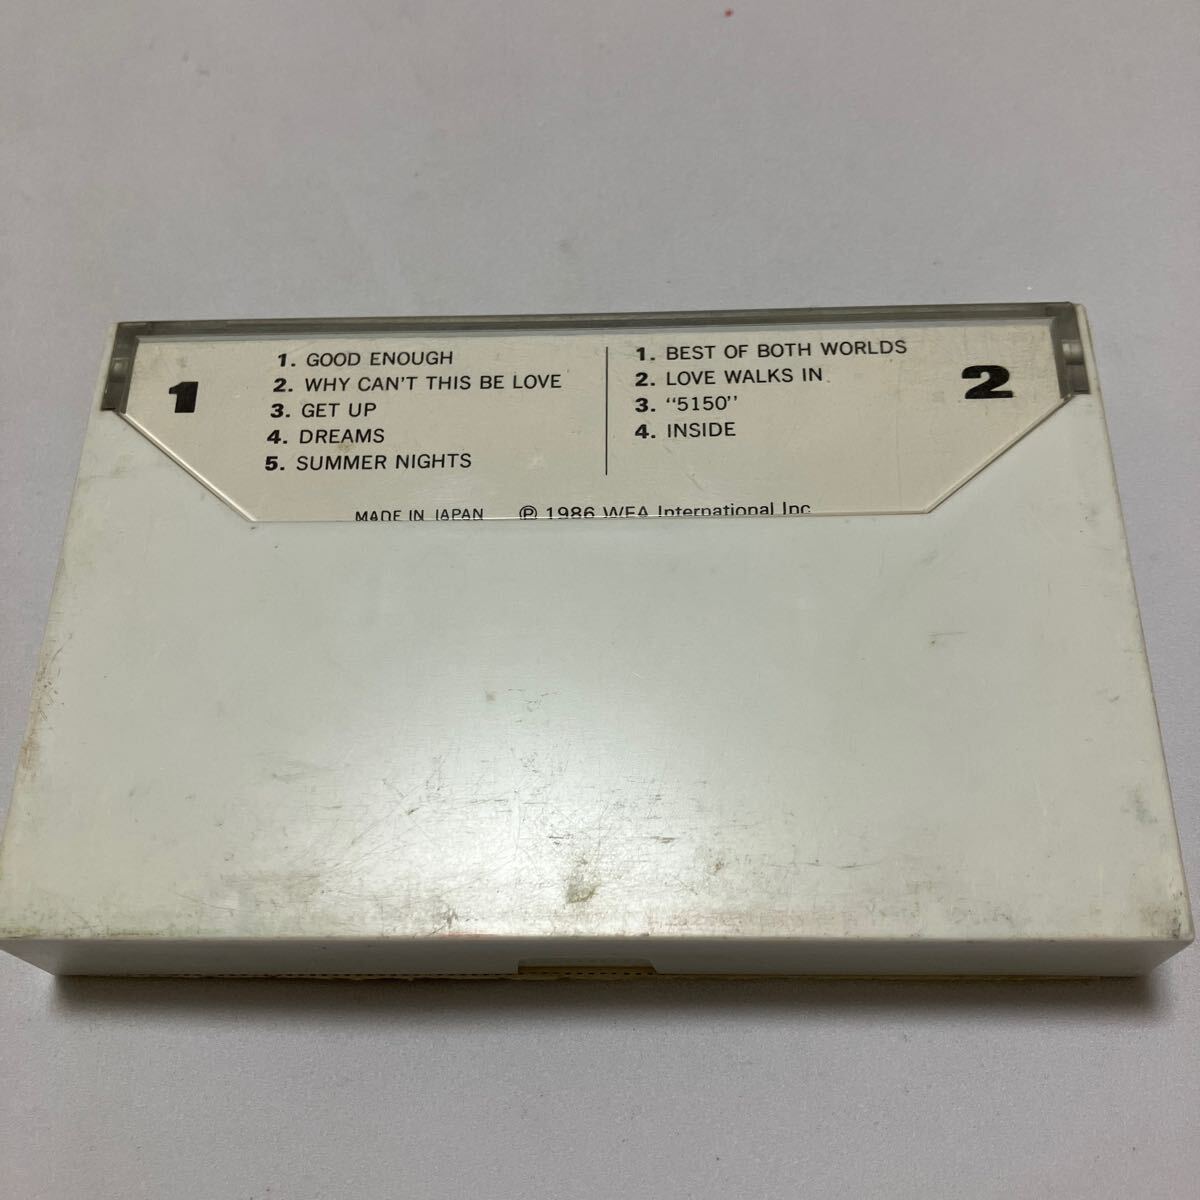 1
1. GOOD ENOUGH
2. WHY CAN'T THIS BE LOVE
3. GET UP
4. DREAMS
5. SUMMER NIGHTS
1. BEST OF BOTH WORLDS
2. LOVE WALKS IN
3. "5150"
4. INSIDE
2
MADE IN JAPAN ℗ 1986 WEA International Inc